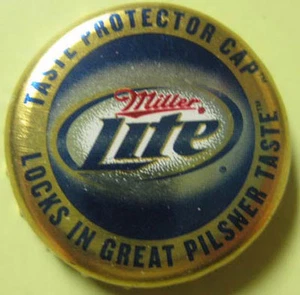 TASTE PROTECTOR CAP™
Miller®
Lite
LOCKS IN GREAT PILSNER TASTE™